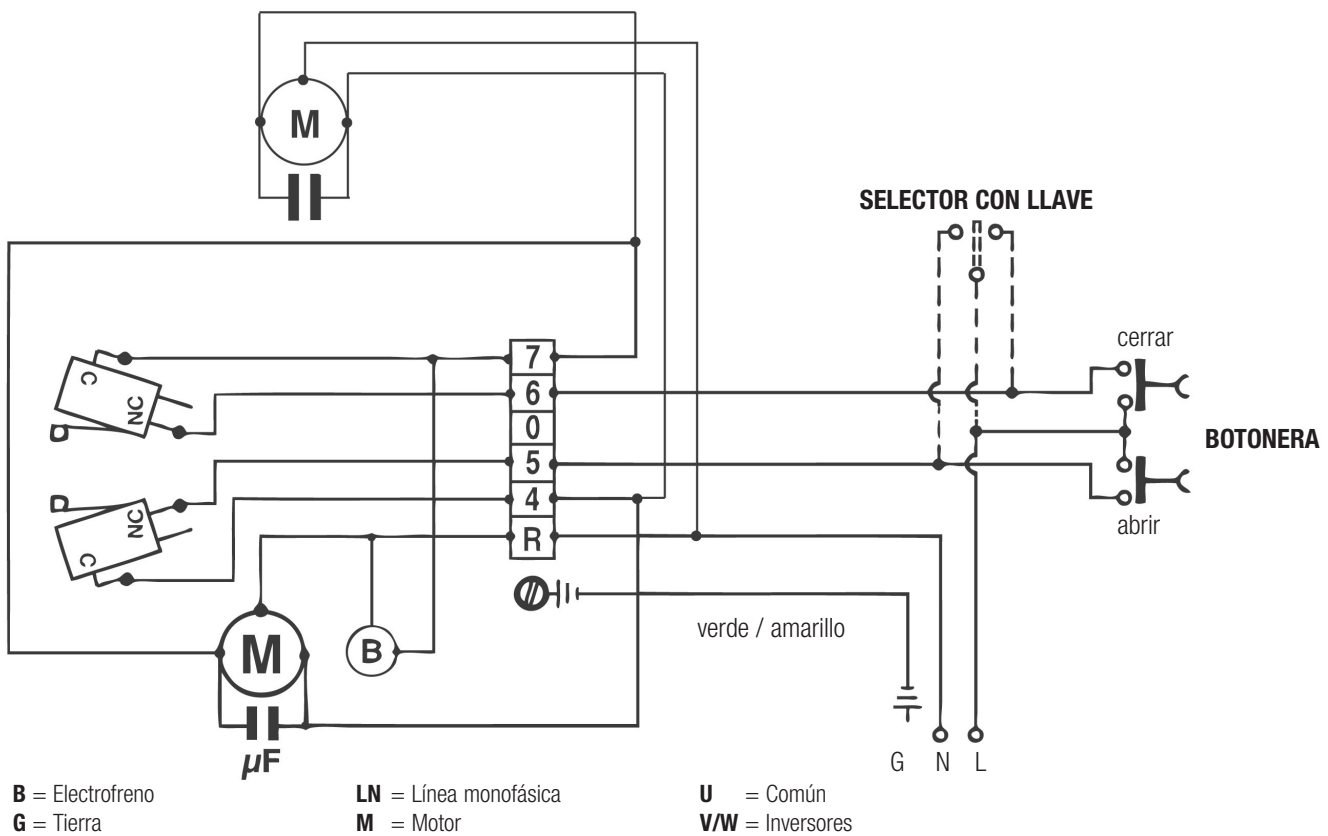 M
SELECTOR CON LLAVE
cerrar
7
6
0
5
4
R
C
NC
NC
C
BOTONERA
abrir
verde / amarillo
M
B
µF
G N L
B = Electrofreno
G = Tierra
LN = Línea monofásica
M = Motor
U = Común
V/W = Inversores